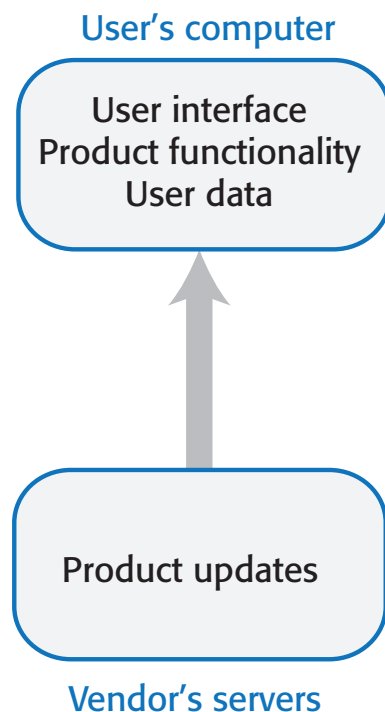 User’s computer
User interface
Product functionality
User data
Product updates
Vendor’s servers